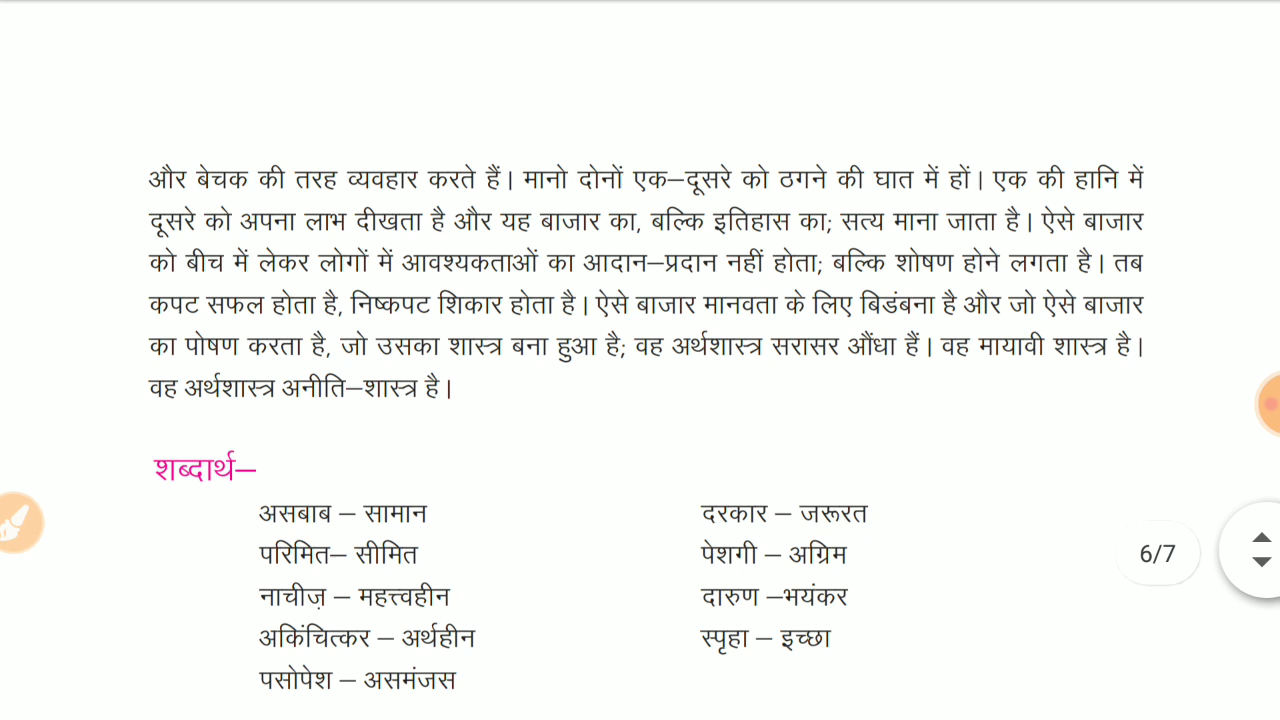 और बेचक की तरह व्यवहार करते हैं। मानो दोनों एक–दूसरे को ठगने की घात में हों। एक की हानि में
दूसरे को अपना लाभ दीखता है और यह बाजार का, बल्कि इतिहास का; सत्य माना जाता है। ऐसे बाजार
को बीच में लेकर लोगों में आवश्यकताओं का आदान–प्रदान नहीं होता; बल्कि शोषण होने लगता है। तब
कपट सफल होता है, निष्कपट शिकार होता है। ऐसे बाजार मानवता के लिए बिडंबना है और जो ऐसे बाजार
का पोषण करता है, जो उसका शास्त्र बना हुआ है; वह अर्थशास्त्र सरासर औंधा हैं। वह मायावी शास्त्र है।
वह अर्थशास्त्र अनीति–शास्त्र है।
शब्दार्थ–
असबाब – सामान
परिमित– सीमित
नाचीज़ – महत्त्वहीन
अकिंचित्कर – अर्थहीन
पसोपेश – असमंजस
दरकार – जरूरत
पेशगी – अग्रिम
दारुण –भयंकर
स्पृहा – इच्छा
6/7